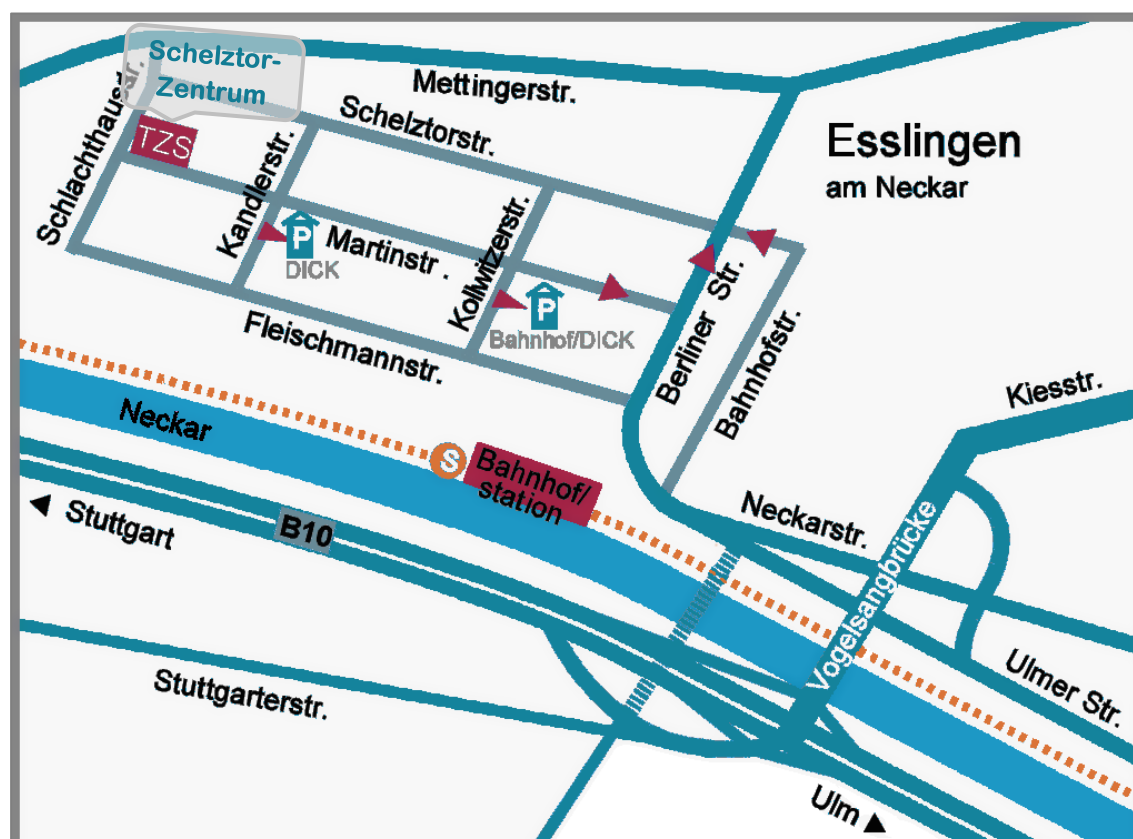 Schelztor-
Zentrum
Mettingerstr.
Schelztorstr.
Esslingen
am Neckar
TZS
Schlachthausstr.
Kandlerstr.
P
DICK
Martinstr.
Kollwitzerstr.
P
Bahnhof/DICK
Berliner Str.
Bahnhofstr.
Fleischmannstr.
Kiesstr.
Neckar
S
Bahnhof/
station
Neckarstr.
Vogelsangbrücke
B10
Stuttgart
Ulmer Str.
Stuttgarterstr.
Ulm